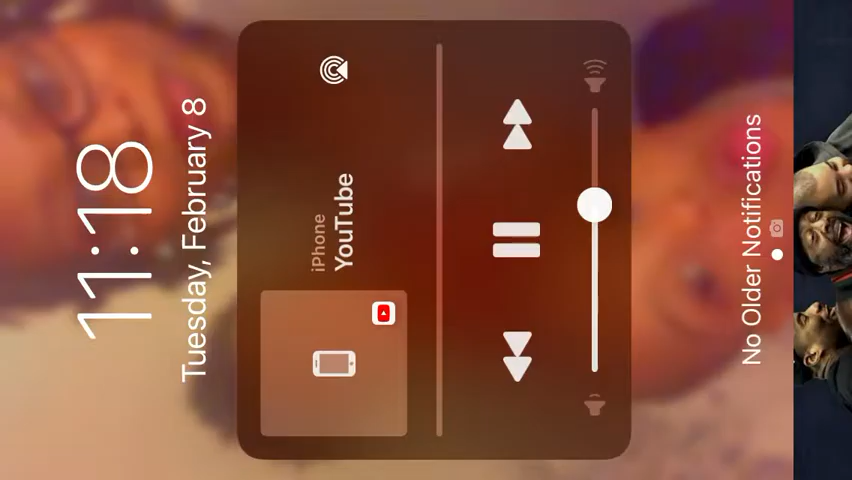 11:18
Tuesday, February 8
iPhone
YouTube
No Older Notifications